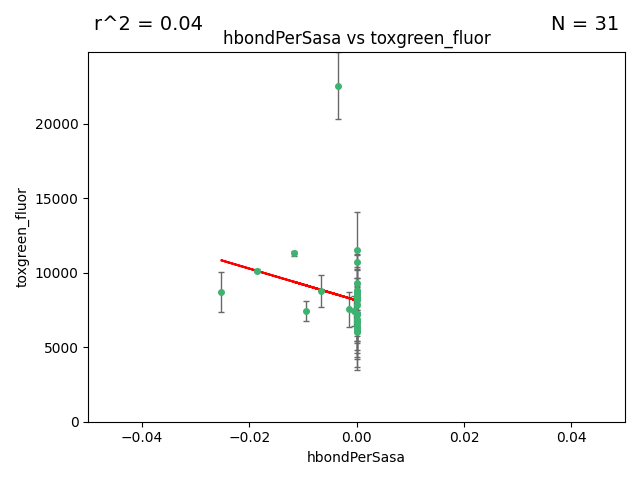 r^2 = 0.04
N = 31
hbondPerSasa vs toxgreen_fluor
toxgreen_fluor
20000
15000
10000
5000
0
−0.04
−0.02
0.00
0.02
0.04
hbondPerSasa